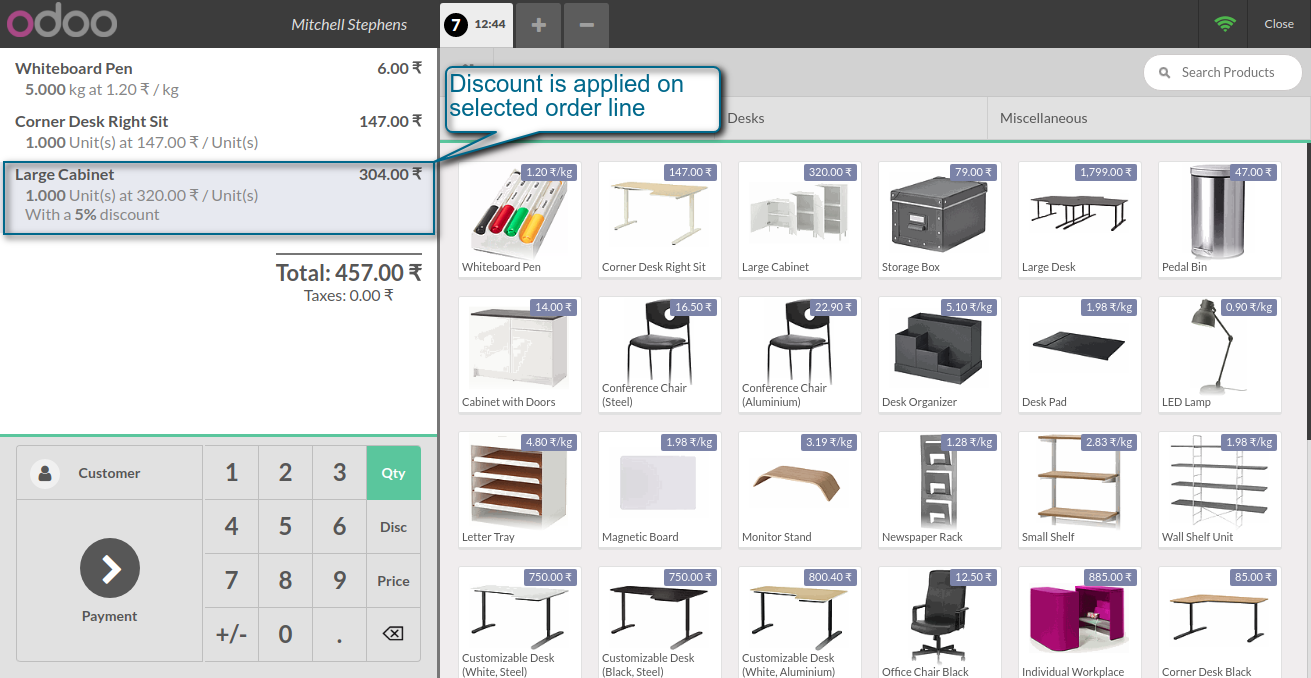 odoo
Mitchell Stephens
7 12:44
+
−
Close
Whiteboard Pen 6.00 ₹
5.000 kg at 1.20 ₹ / kg
Corner Desk Right Sit 147.00 ₹
1.000 Unit(s) at 147.00 ₹ / Unit(s)
Large Cabinet 304.00 ₹
1.000 Unit(s) at 320.00 ₹ / Unit(s)
With a 5% discount
Total: 457.00 ₹
Taxes: 0.00 ₹
Discount is applied on
selected order line
Search Products
Desks
Miscellaneous
1.20 ₹/kg
Whiteboard Pen
147.00 ₹
Corner Desk Right Sit
320.00 ₹
Large Cabinet
79.00 ₹
Storage Box
1,799.00 ₹
Large Desk
47.00 ₹
Pedal Bin
14.00 ₹
Cabinet with Doors
16.50 ₹
Conference Chair
(Steel)
22.90 ₹
Conference Chair
(Aluminium)
5.10 ₹/kg
Desk Organizer
1.98 ₹/kg
Desk Pad
0.90 ₹/kg
LED Lamp
4.80 ₹/kg
Letter Tray
1.98 ₹/kg
Magnetic Board
3.19 ₹/kg
Monitor Stand
1.28 ₹/kg
Newspaper Rack
2.83 ₹/kg
Small Shelf
1.98 ₹/kg
Wall Shelf Unit
750.00 ₹
Customizable Desk
(White, Steel)
750.00 ₹
Customizable Desk
(Black, Steel)
800.40 ₹
Customizable Desk
(White, Aluminium)
12.50 ₹
Office Chair Black
885.00 ₹
Individual Workplace
85.00 ₹
Corner Desk Black
Customer
Payment
1 2 3 Qty
4 5 6 Disc
7 8 9 Price
+/- 0 .